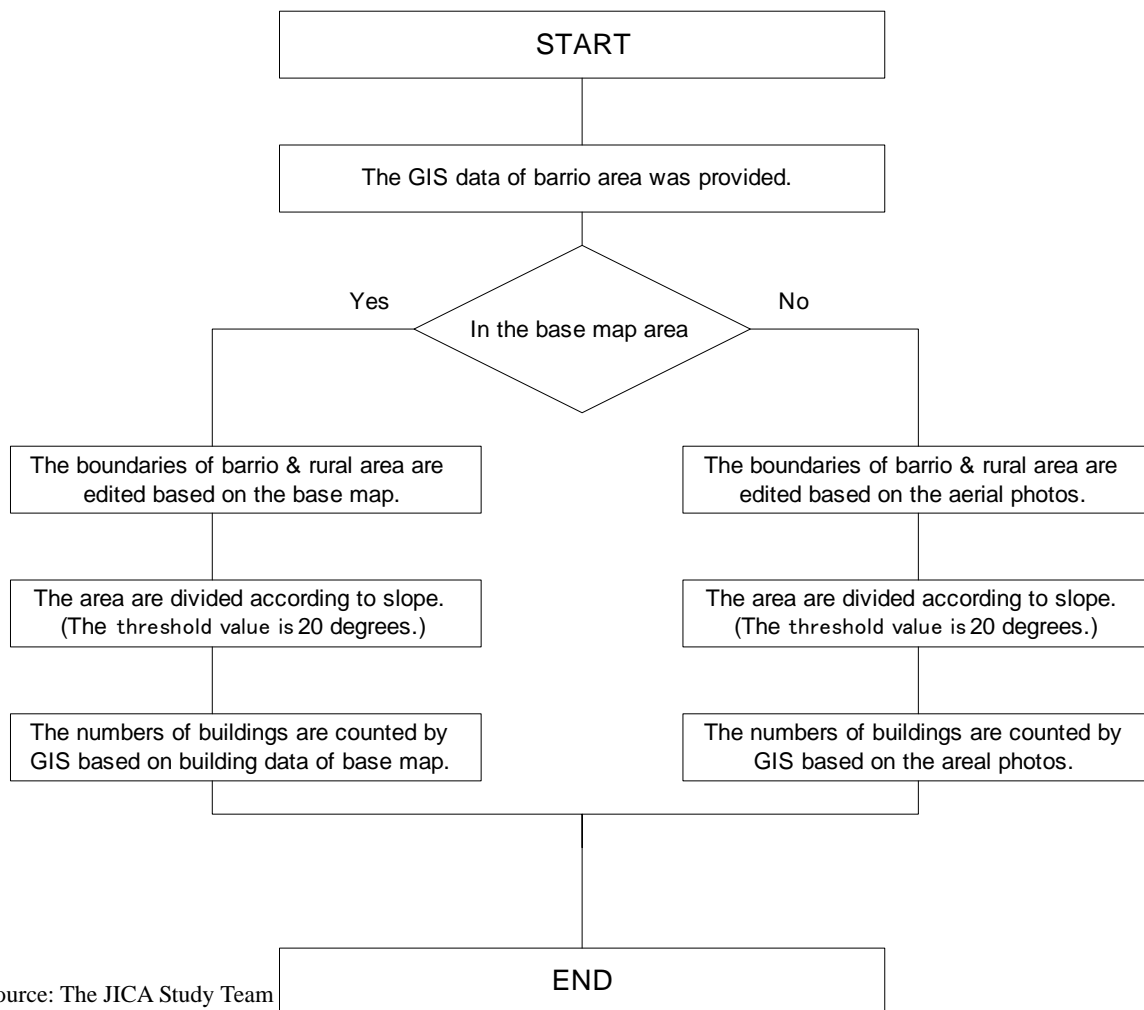 START
The GIS data of barrio area was provided.
Yes
No
In the base map area
The boundaries of barrio & rural area are
edited based on the base map.
The boundaries of barrio & rural area are
edited based on the aerial photos.
The area are divided according to slope.
(The threshold value is 20 degrees.)
The area are divided according to slope.
(The threshold value is 20 degrees.)
The numbers of buildings are counted by
GIS based on building data of base map.
The numbers of buildings are counted by
GIS based on the areal photos.
END
ource: The JICA Study Team